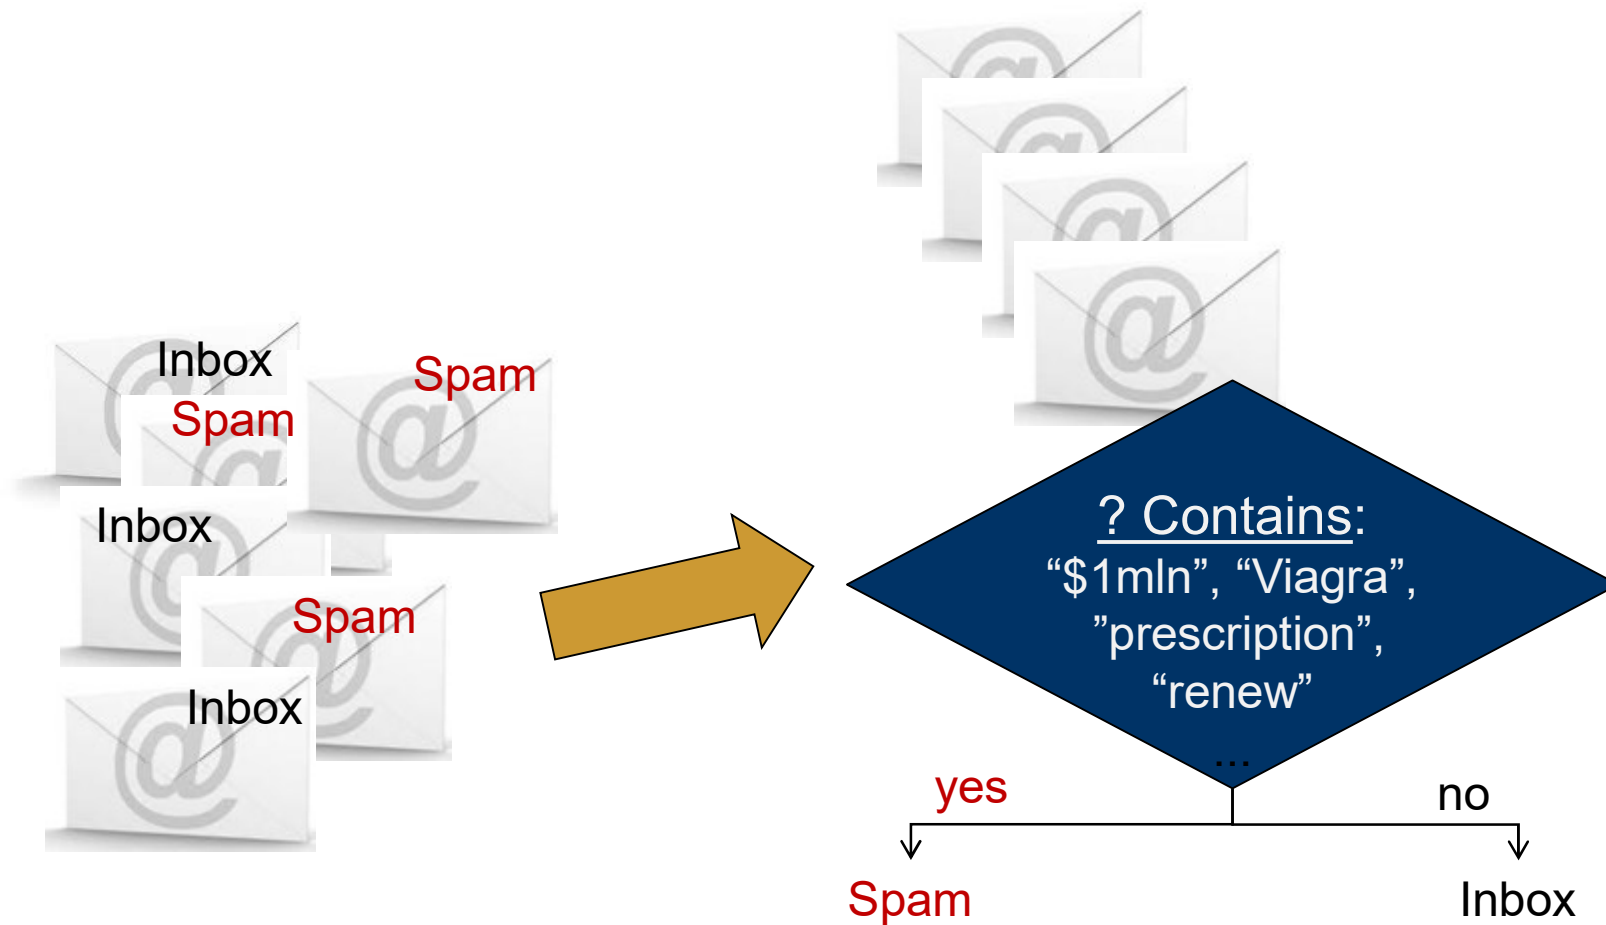 Inbox
Spam
Spam
Inbox
Spam
Inbox
? Contains:
“$1mln”, “Viagra”,
”prescription”,
“renew”
...
yes
no
Spam
Inbox